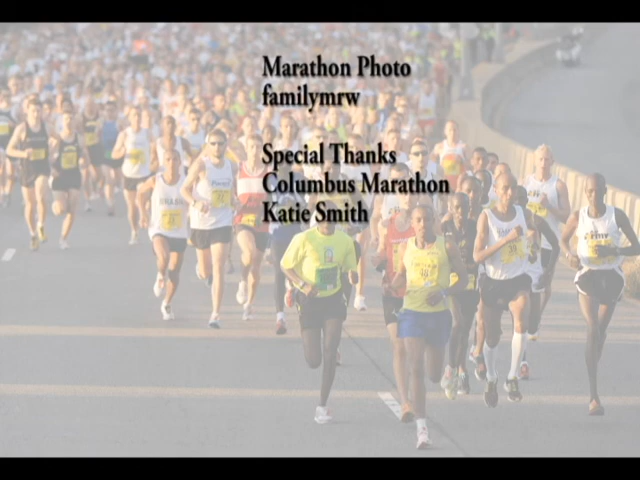 Marathon Photo
familymrw
Special Thanks
Columbus Marathon
Katie Smith